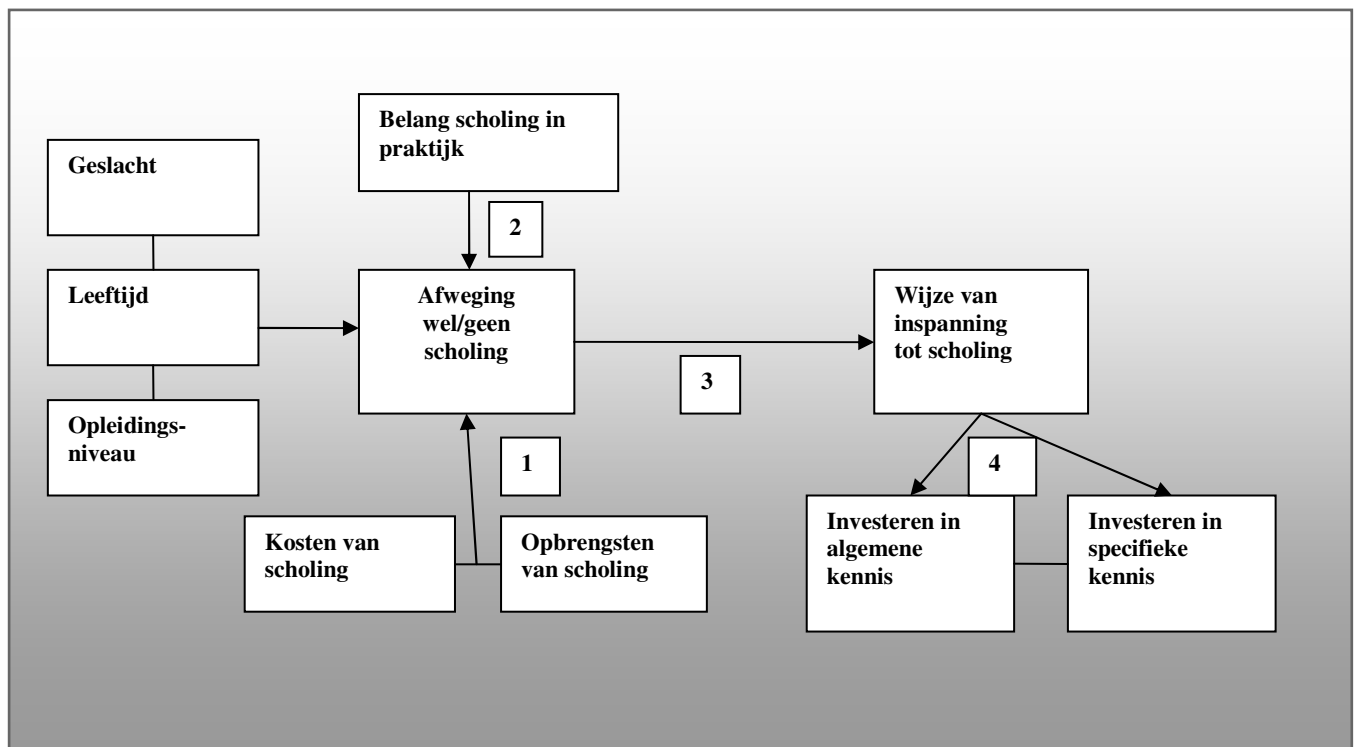 Belang scholing in
praktijk
Geslacht
2
Leeftijd
Afweging
wel/geen
scholing
Wijze van
inspanning
tot scholing
3
Opleidings-
niveau
1
4
Kosten van
scholing
Opbrengsten
van scholing
Investeren in
algemene
kennis
Investeren in
specifieke
kennis